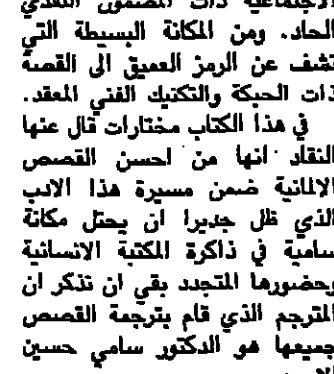 الاجتماعية ذات المضمون النقدي
الحاد. ومن المكانة البسيطة التي
تشف عن الرمز العميق الى القصة
ذات الحبكة والتكنيك الفني المعقد.
في هذا الكتاب مختارات قال عنها
النقاد انها من احسن القصص
الالمانية ضمن مسيرة هذا الادب
الذي ظل جديرا ان يحتل مكانة
سامية في ذاكرة المكتبة الانسانية
وحضورها المتجدد بقي ان نذكر ان
المترجم الذي قام بترجمة القصص
جميعها هو الدكتور سامي حسين